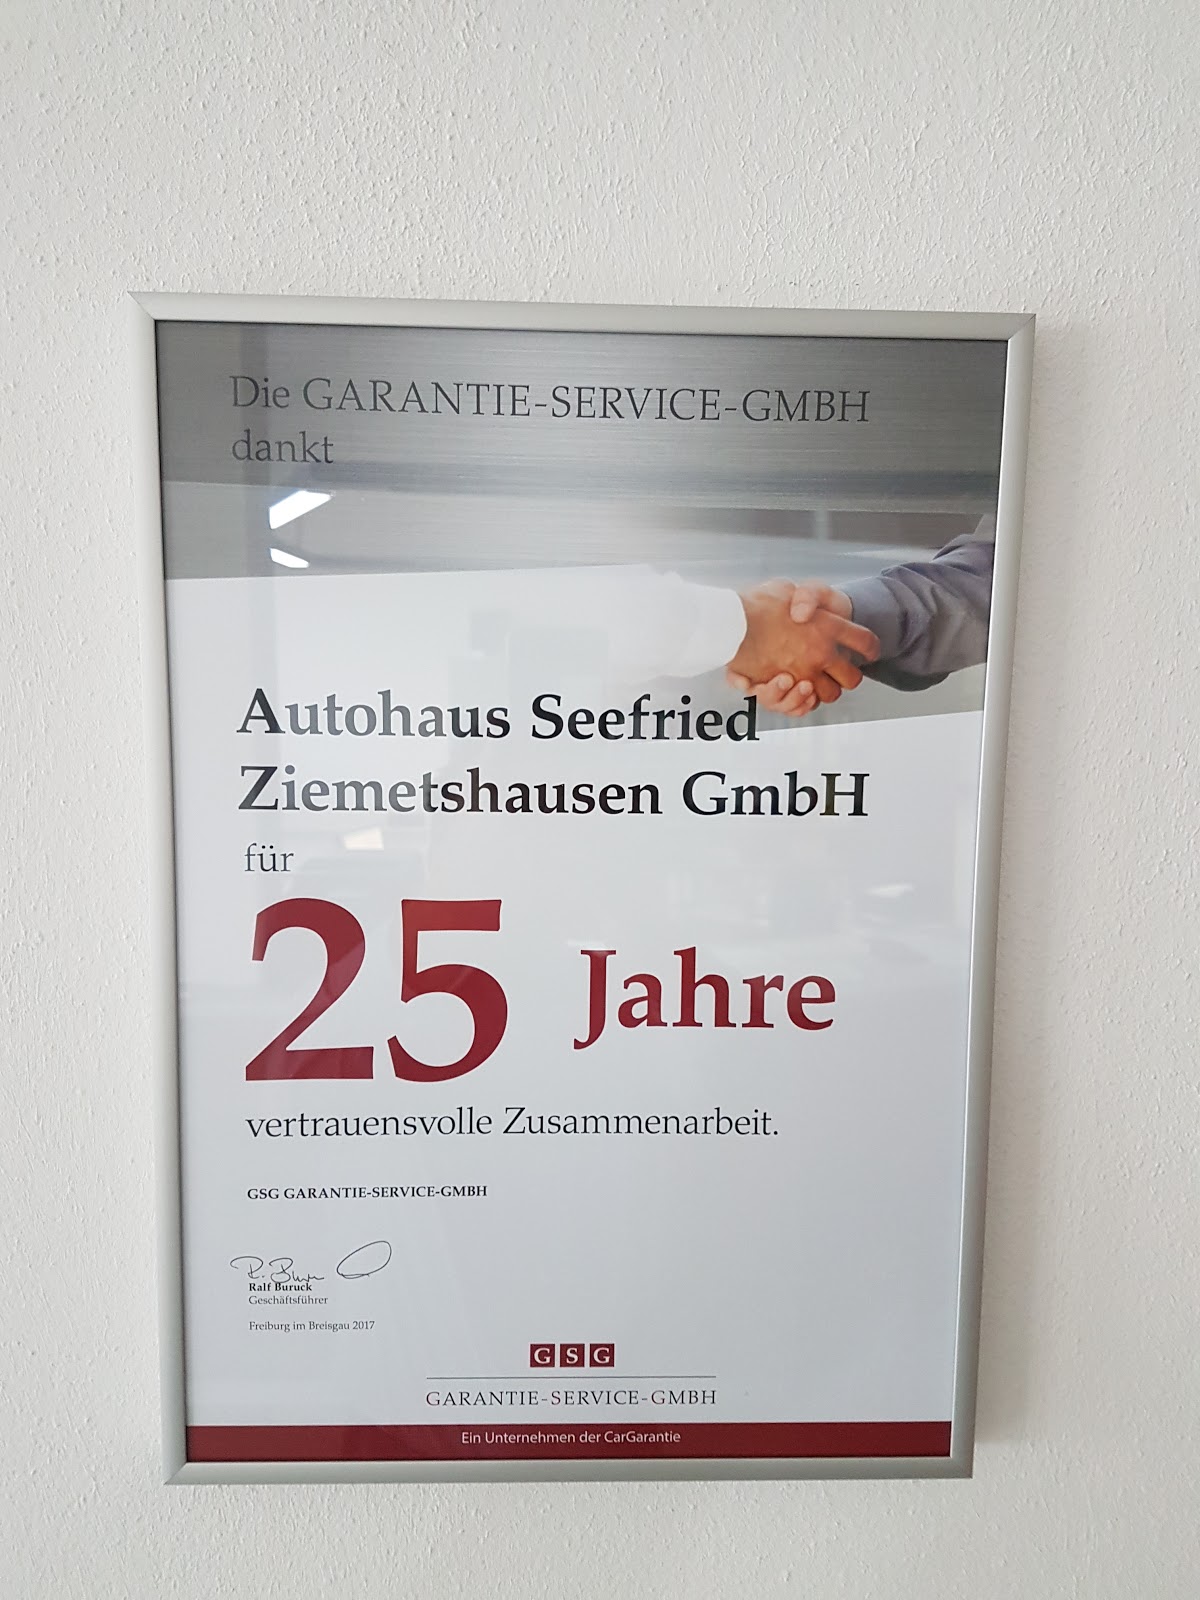 Die GARANTIE-SERVICE-GMBH
dankt
Autohaus Seefried
Ziemetshausen GmbH
für
25 Jahre
vertrauensvolle Zusammenarbeit.
GSG GARANTIE-SERVICE-GMBH
Ralf Buruck
Geschäftsführer
Freiburg im Breisgau 2017
GSG
GARANTIE-SERVICE-GMBH
Ein Unternehmen der CarGarantie